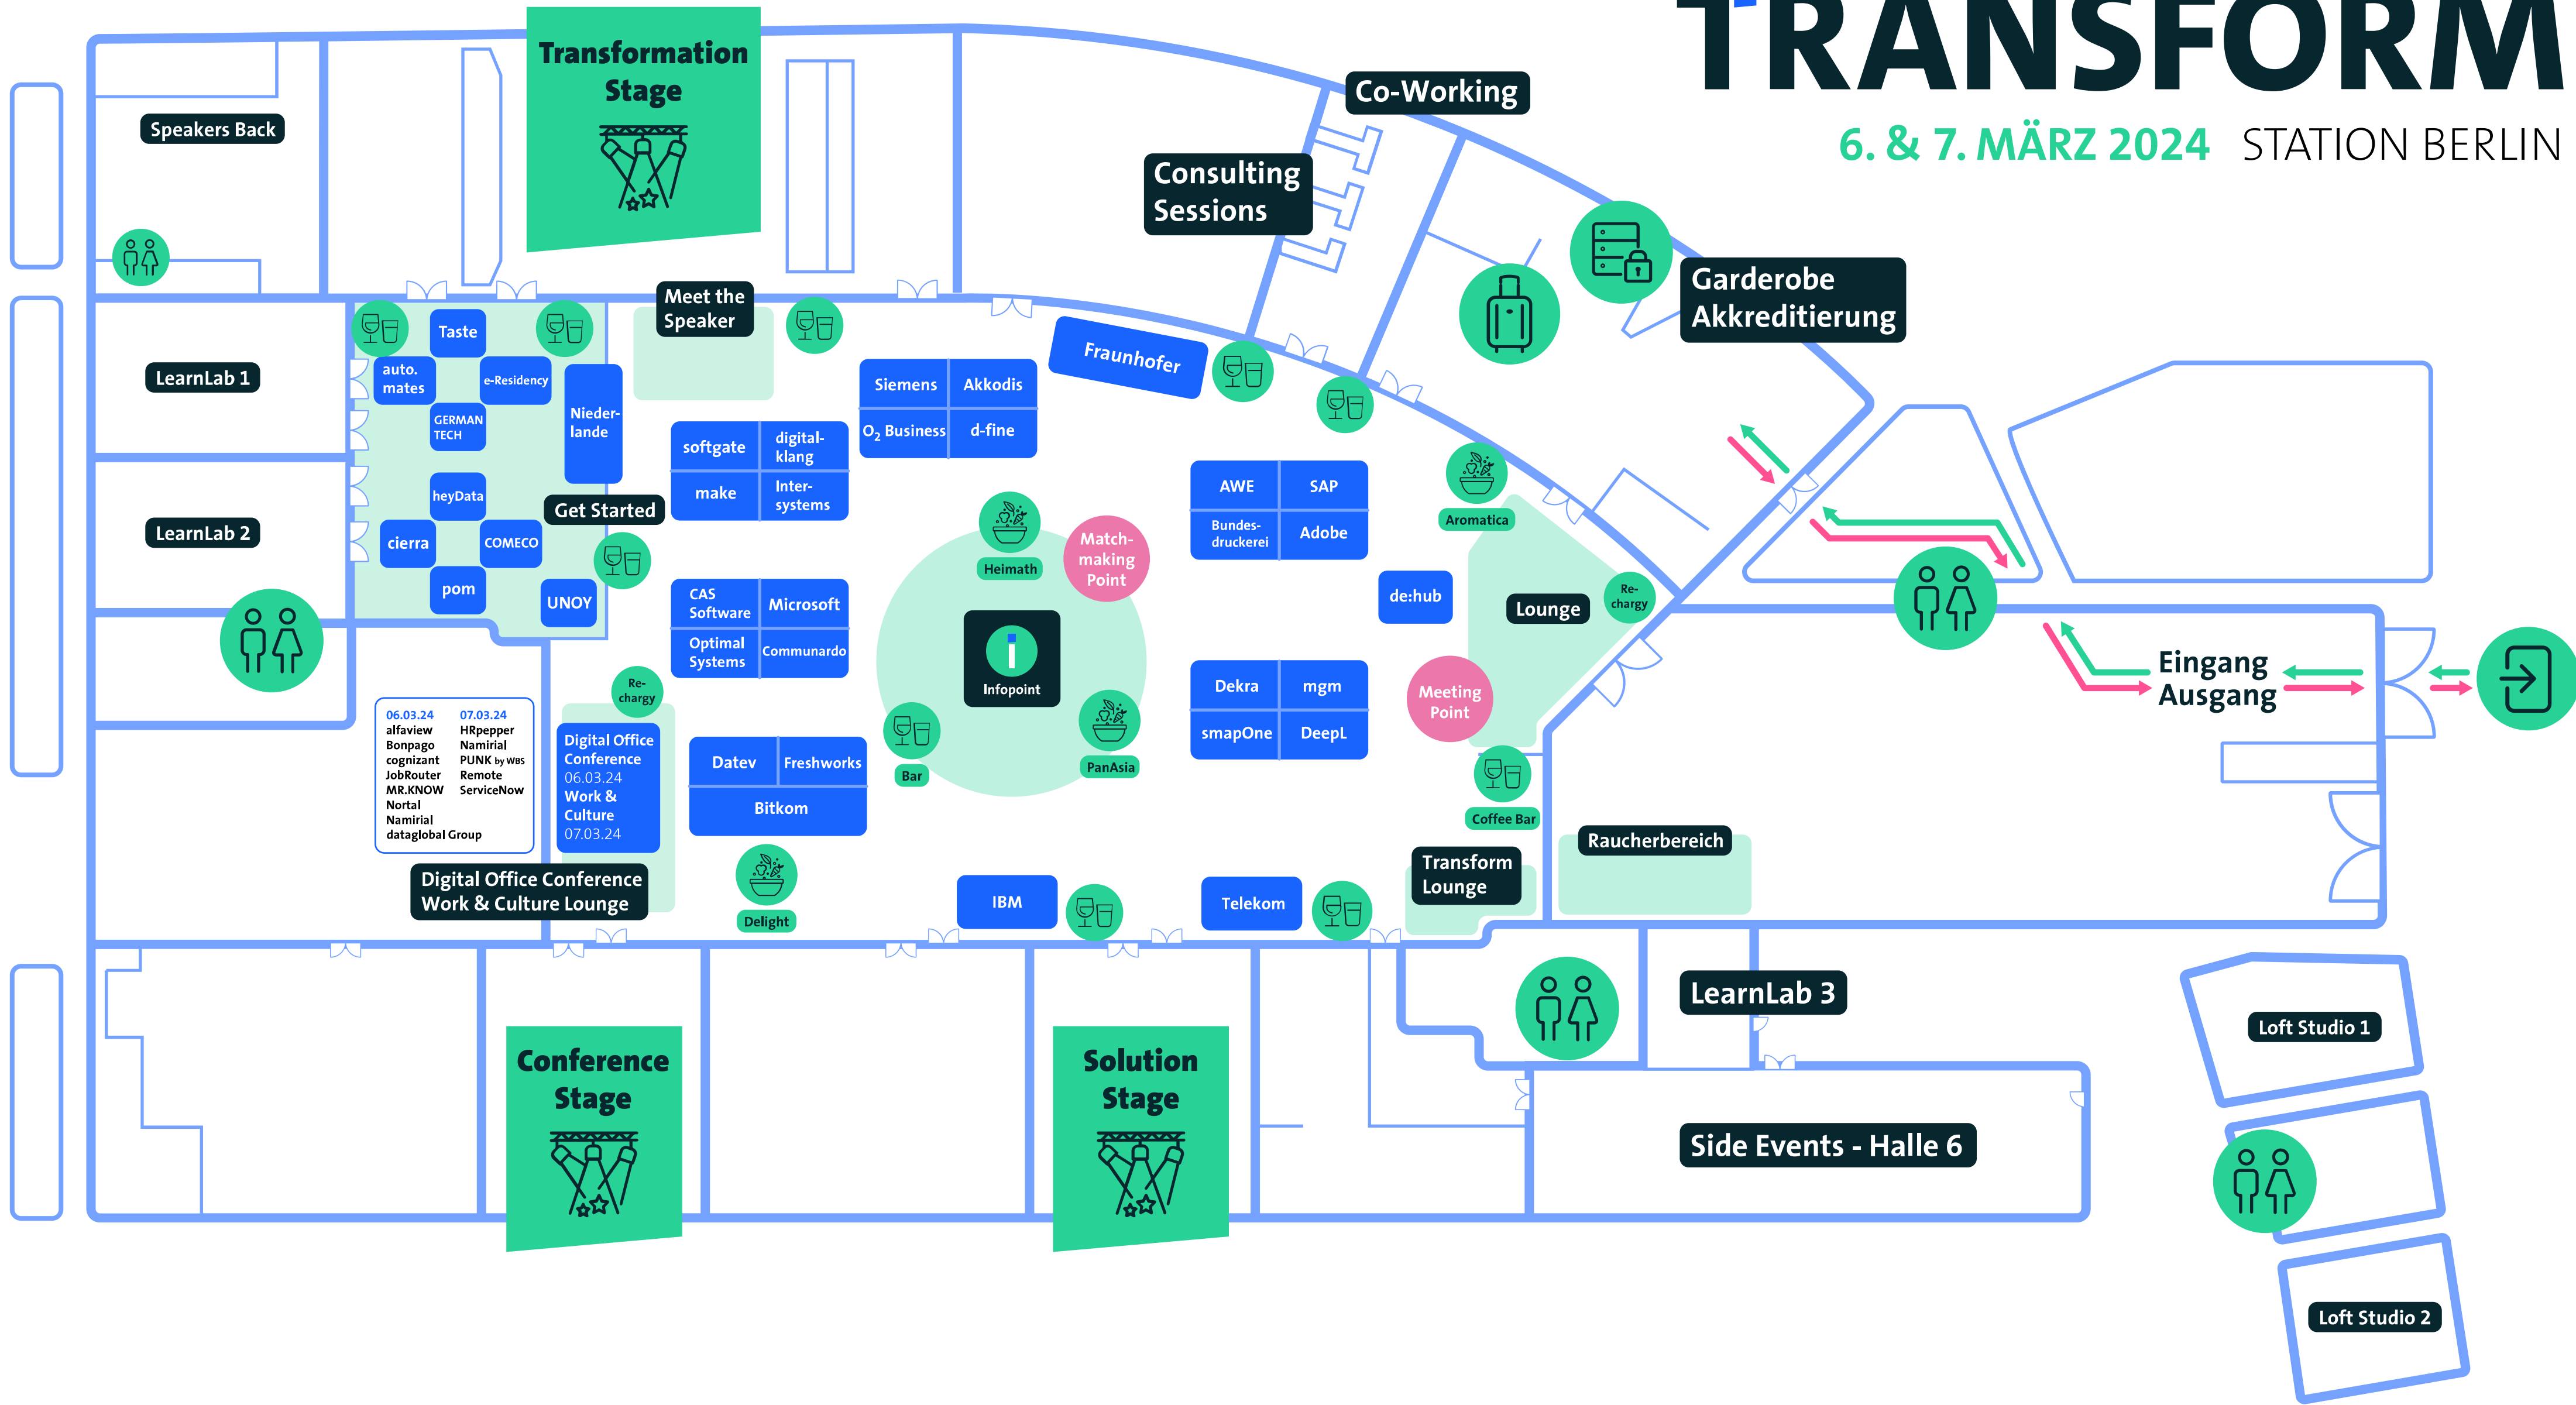 TRANSFORM
6. & 7. MÄRZ 2024 STATION BERLIN
Transformation
Stage
Speakers Back
Co-Working
Consulting
Sessions
Garderobe
Akkreditierung
Meet the
Speaker
LearnLab 1
LearnLab 2
Taste
auto.
mates
e-Residency
GERMAN
TECH
Nieder-
lande
heyData
Get Started
cierra
COMECO
pom
UNOY
softgate
digital-
klang
make
Inter-
systems
Siemens
Akkodis
O₂ Business
d-fine
Fraunhofer
CAS
Software
Microsoft
Optimal
Systems
Communardo
Heimath
Match-
making
Point
Infopoint
Bar
PanAsia
AWE
SAP
Bundes-
druckerei
Adobe
Aromatica
de:hub
Lounge
Re-
chargy
Dekra
mgm
smapOne
DeepL
Meeting
Point
Coffee Bar
Eingang
Ausgang
Re-
chargy
06.03.24
alfaview
Bonpago
cognizant
JobRouter
MR.KNOW
Nortal
Namirial
dataglobal Group
07.03.24
HRpepper
Namirial
PUNK by WBS
Remote
ServiceNow
Digital Office
Conference
06.03.24
Work &
Culture
07.03.24
Digital Office Conference
Work & Culture Lounge
Datev
Freshworks
Bitkom
Delight
IBM
Telekom
Transform
Lounge
Raucherbereich
Conference
Stage
Solution
Stage
LearnLab 3
Side Events - Halle 6
Loft Studio 1
Loft Studio 2